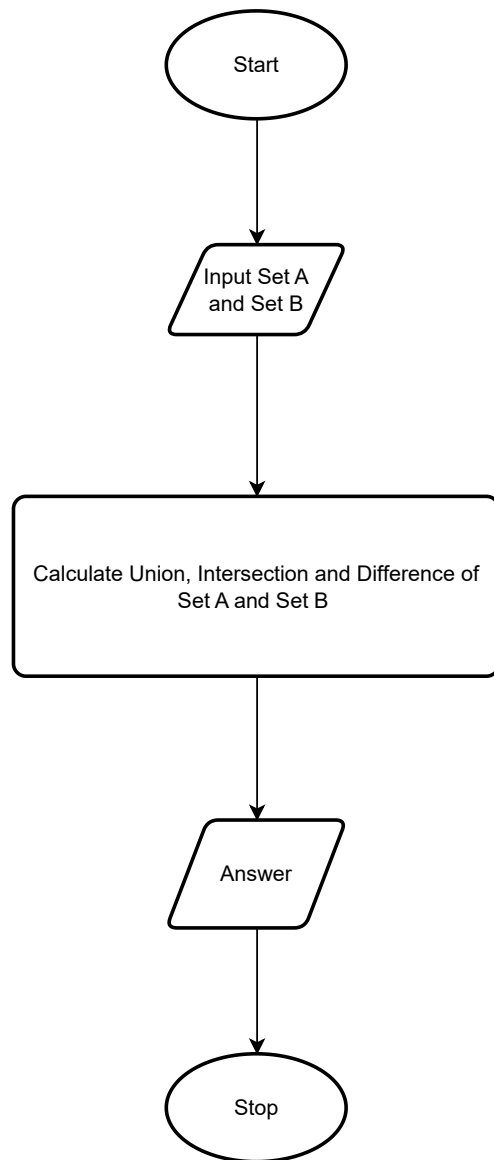 Start
Input Set A
and Set B
Calculate Union, Intersection and Difference of
Set A and Set B
Answer
Stop